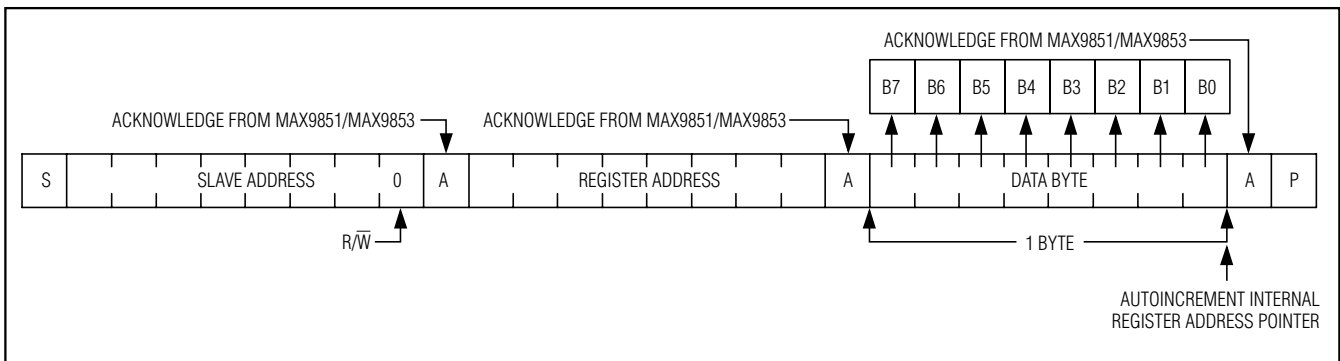 ACKNOWLEDGE FROM MAX9851/MAX9853
B7 B6 B5 B4 B3 B2 B1 B0
ACKNOWLEDGE FROM MAX9851/MAX9853 ACKNOWLEDGE FROM MAX9851/MAX9853
S SLAVE ADDRESS 0 A REGISTER ADDRESS A DATA BYTE A P
R/W̅ 1 BYTE
AUTOINCREMENT INTERNAL
REGISTER ADDRESS POINTER